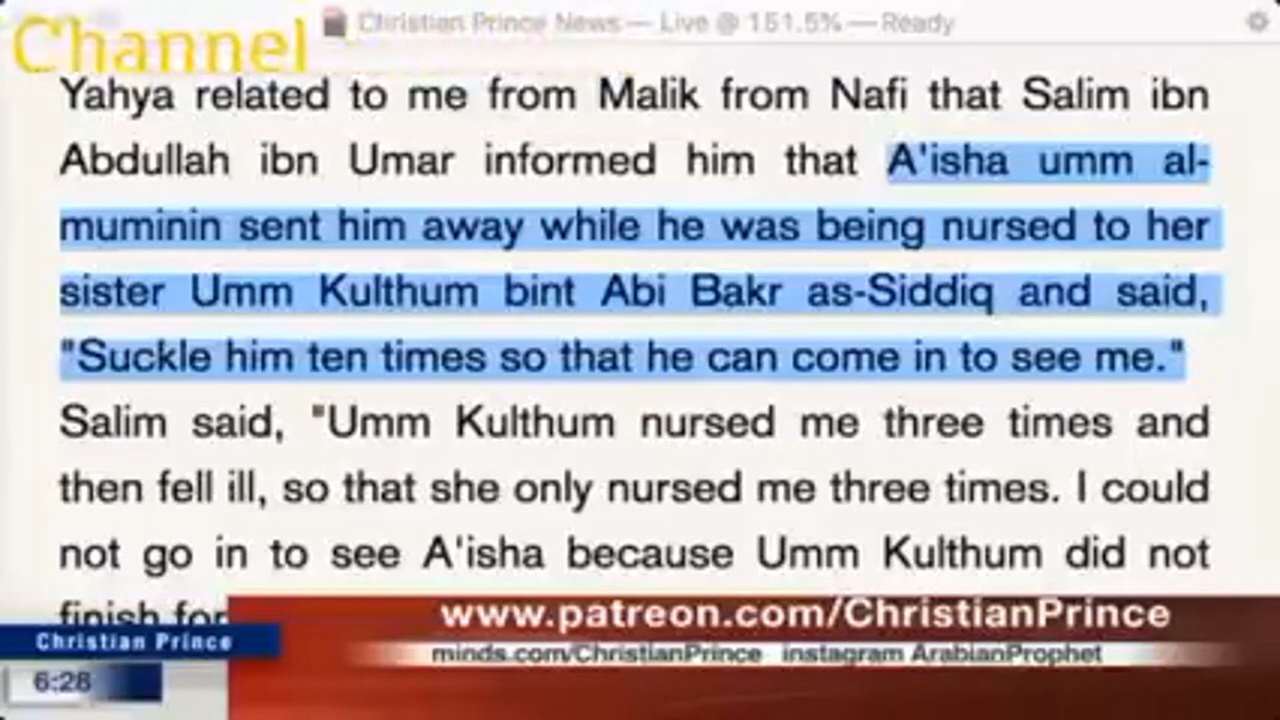 Channel
Christian Prince News — Live @ 151.5% — Ready
Yahya related to me from Malik from Nafi that Salim ibn
Abdullah ibn Umar informed him that A'isha umm al-
muminin sent him away while he was being nursed to her
sister Umm Kulthum bint Abi Bakr as-Siddiq and said,
"Suckle him ten times so that he can come in to see me."
Salim said, "Umm Kulthum nursed me three times and
then fell ill, so that she only nursed me three times. I could
not go in to see A'isha because Umm Kulthum did not
finish for
www.patreon.com/ChristianPrince
Christian Prince
minds.com/ChristianPrince instagram ArabianProphet
6:28